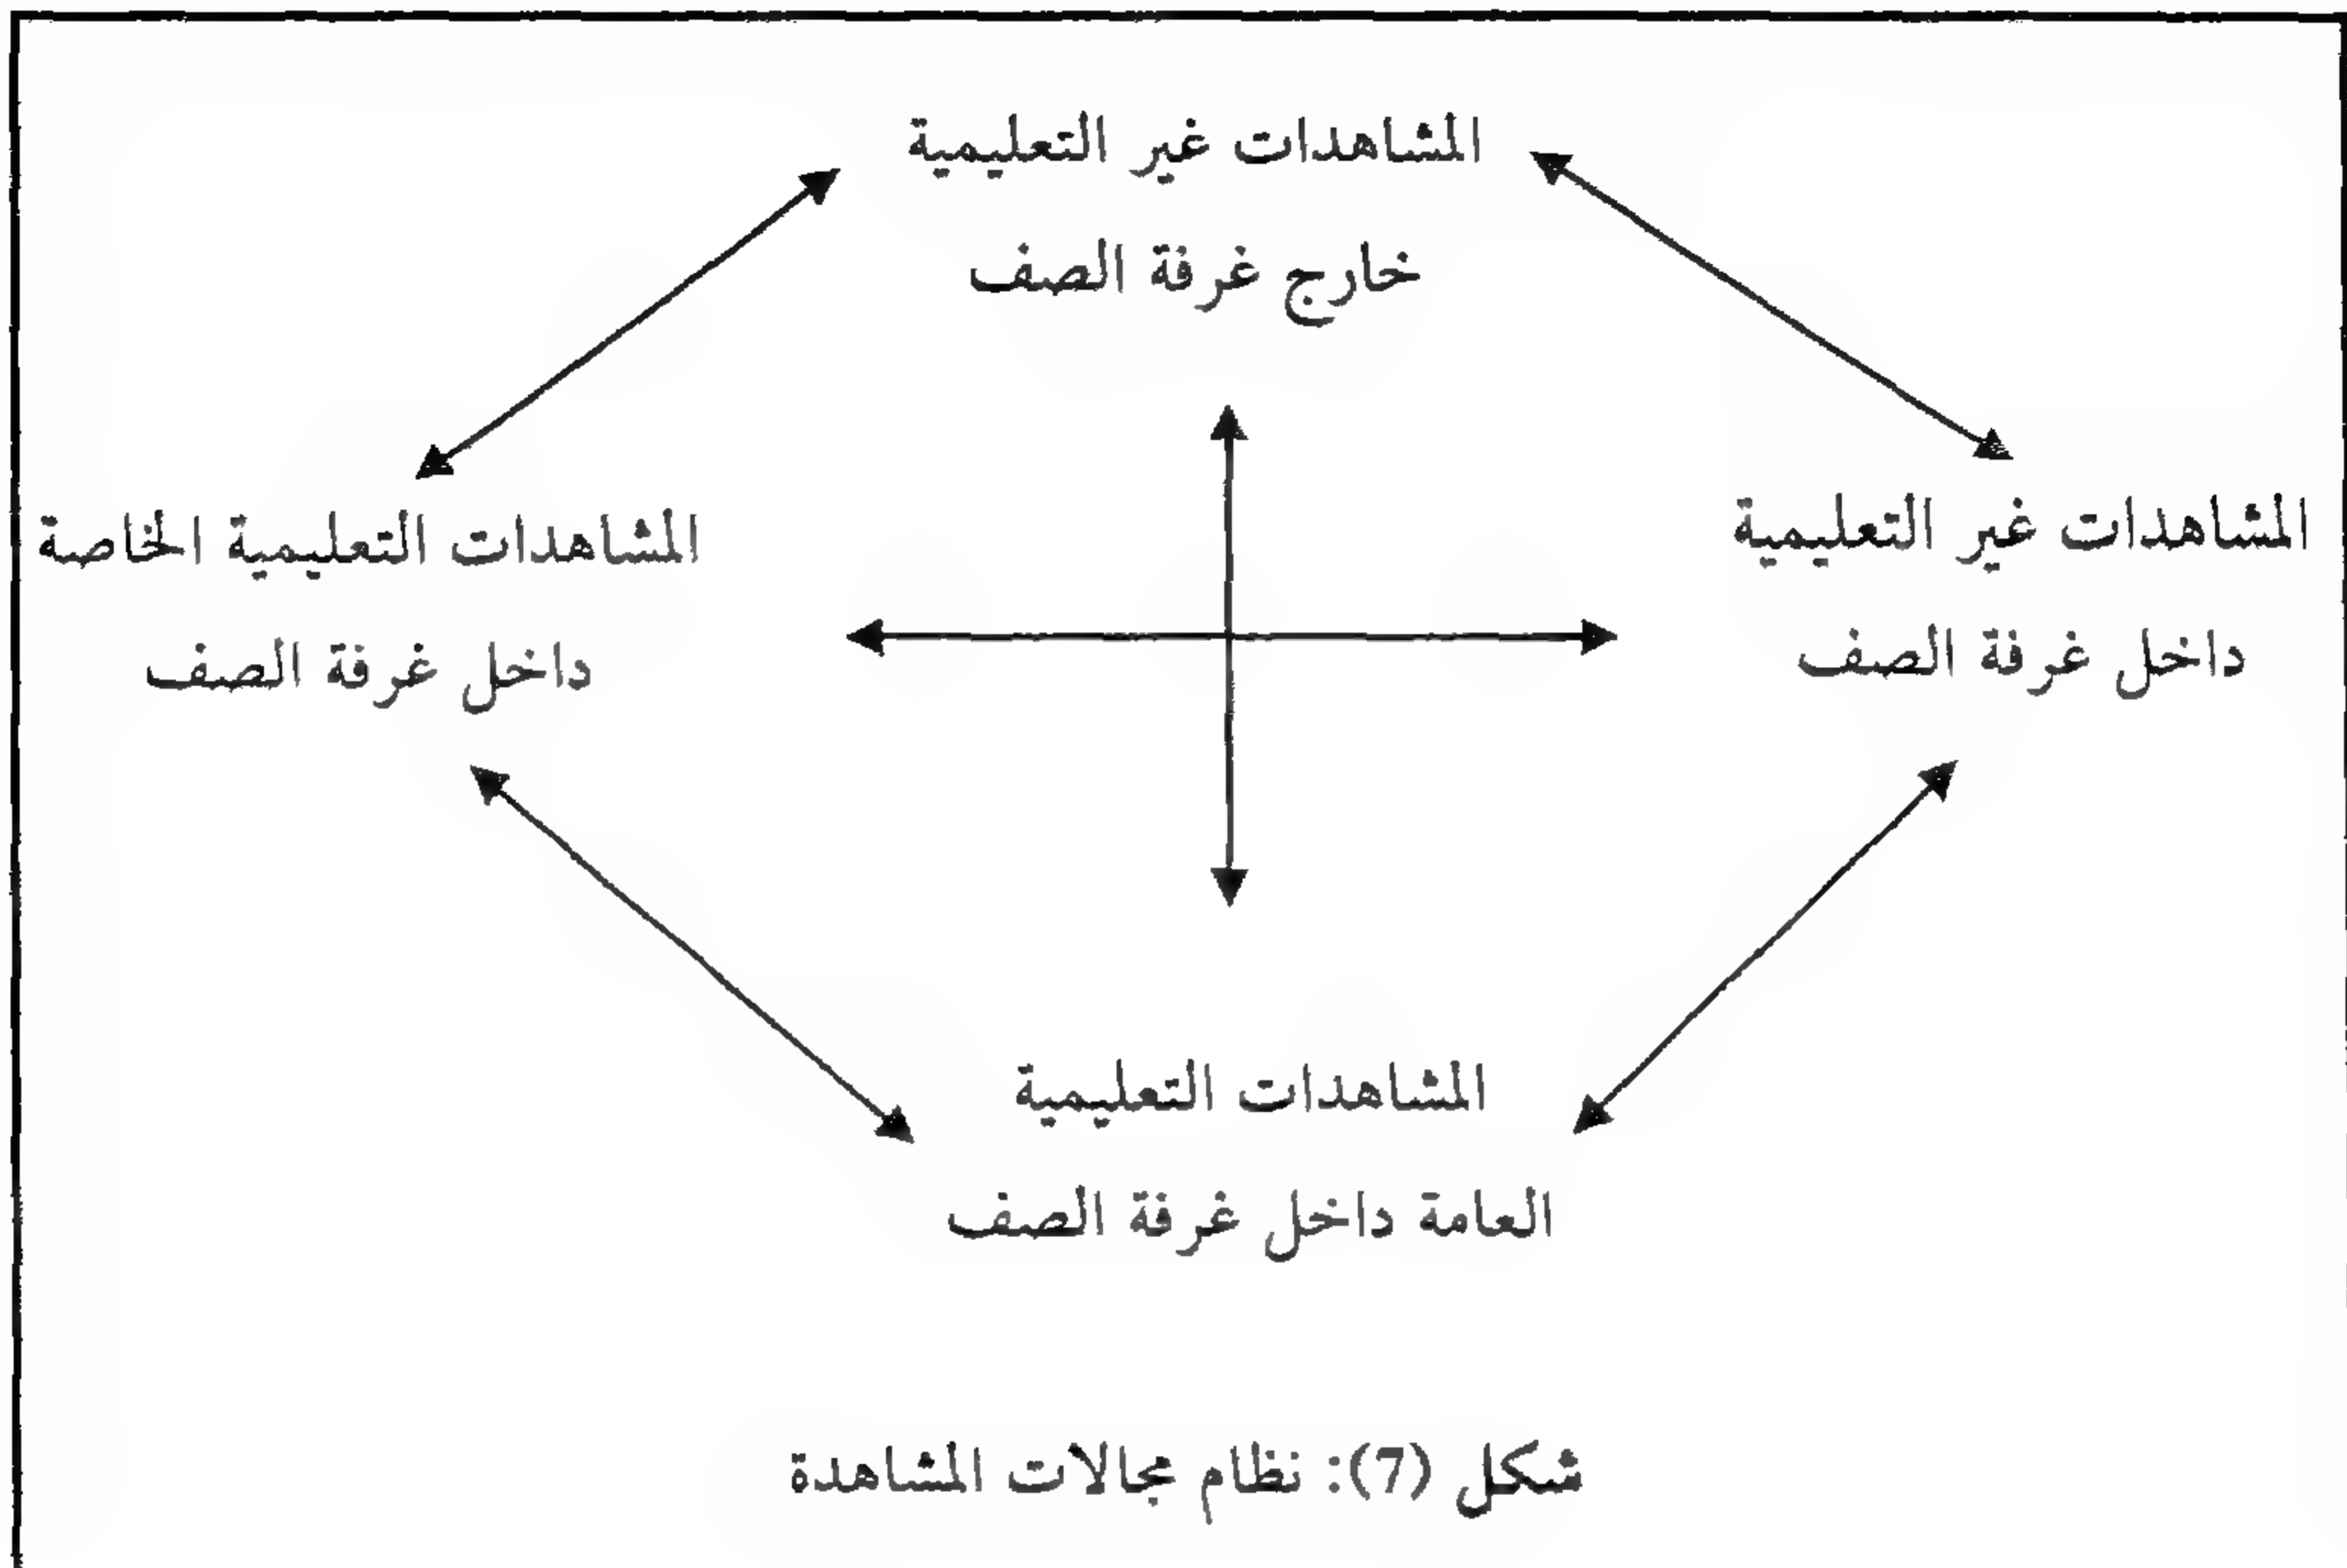 المشاهدات غير التعليمية
خارج غرفة الصف
المشاهدات غير التعليمية
داخل غرفة الصف
المشاهدات التعليمية الخاصة
داخل غرفة الصف
المشاهدات التعليمية
العامة داخل غرفة الصف
شكل (7): نظام مجالات المشاهدة